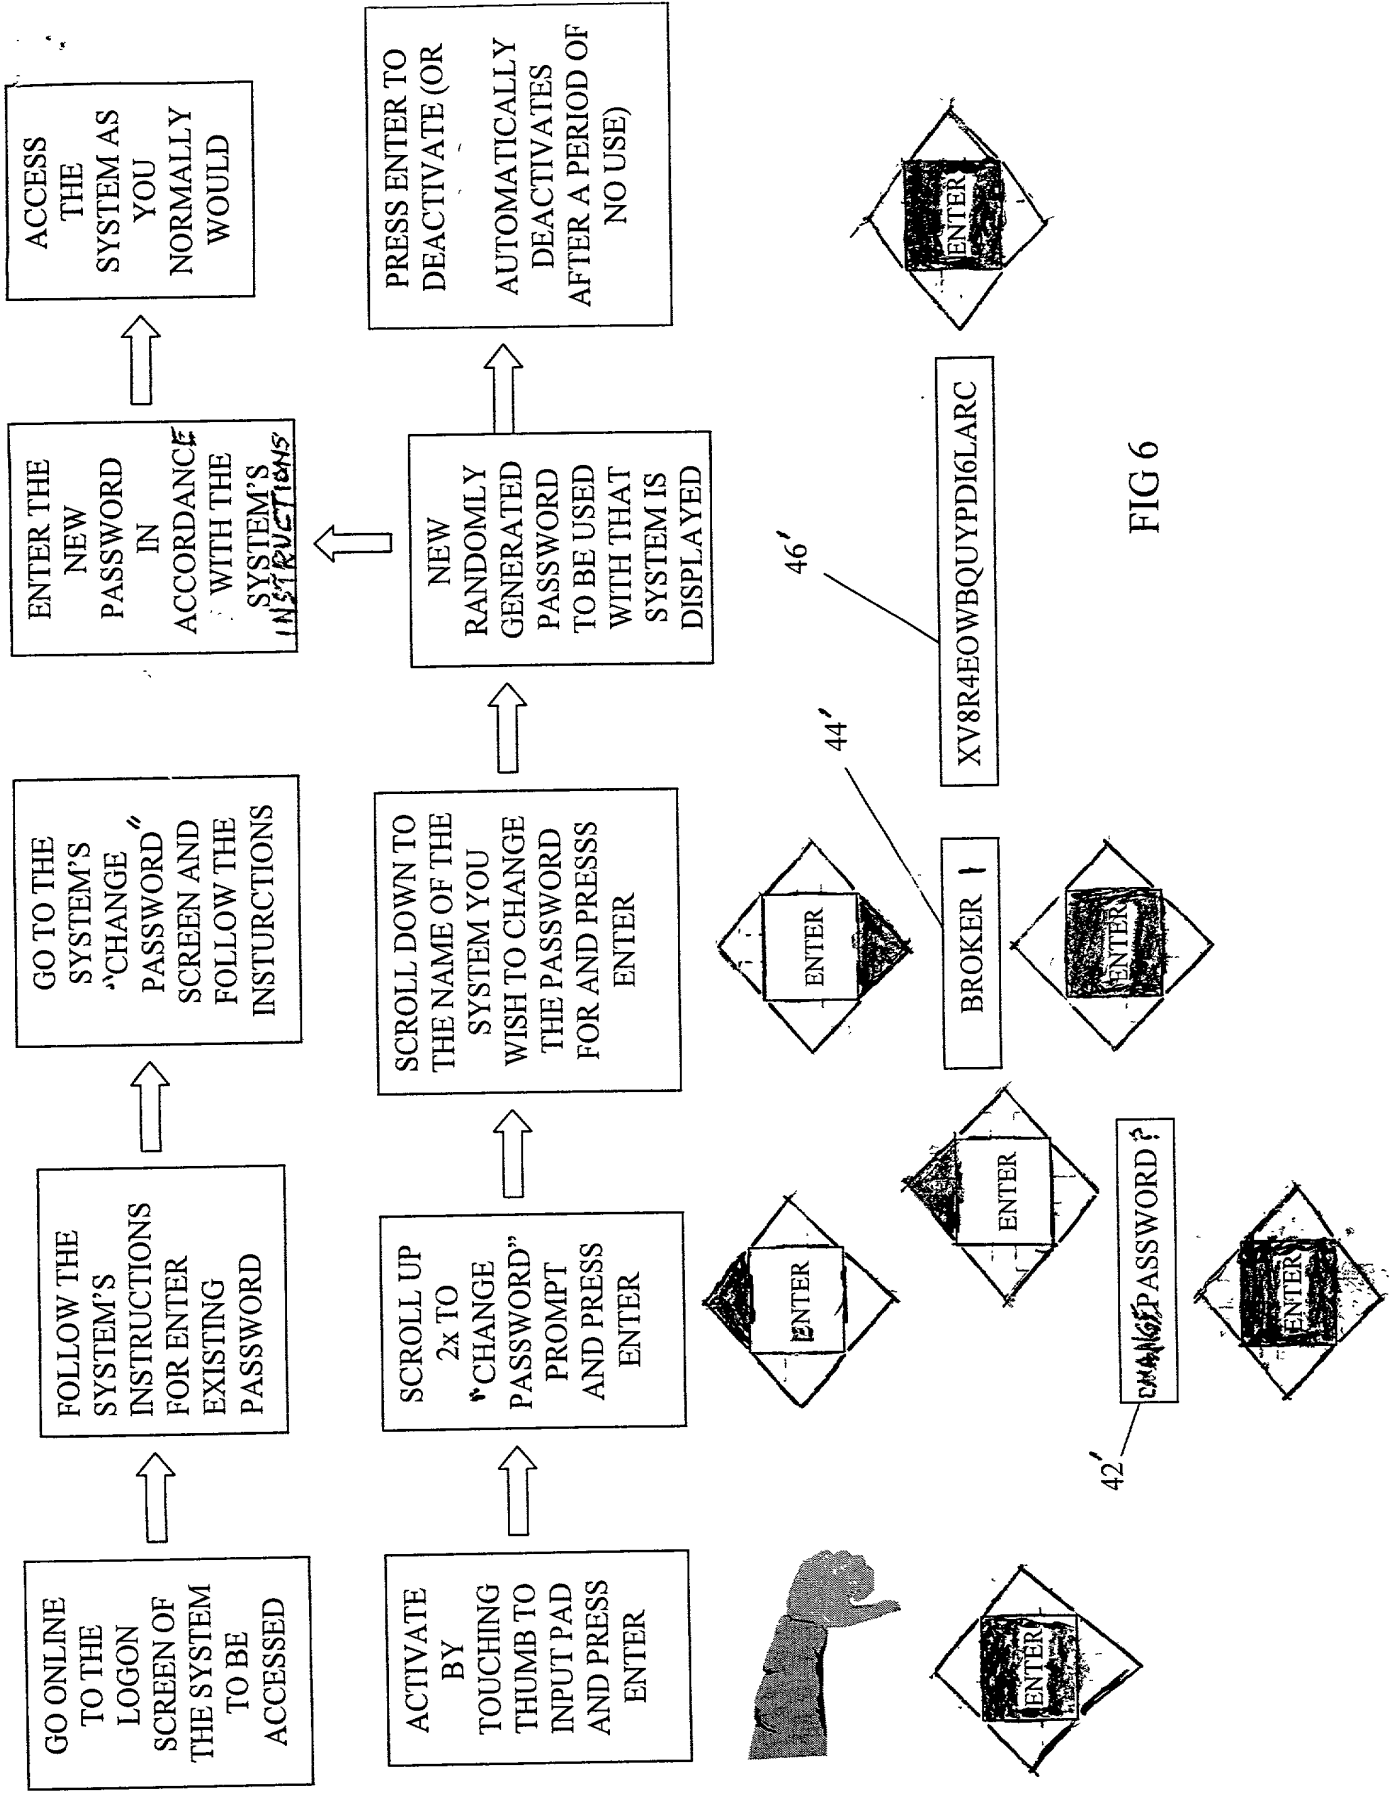 GO ONLINE
TO THE
LOGON
SCREEN OF
THE SYSTEM
TO BE
ACCESSED
FOLLOW THE
SYSTEM'S
INSTRUCTIONS
FOR ENTER
EXISTING
PASSWORD
GO TO THE
SYSTEM'S
"CHANGE
PASSWORD"
SCREEN AND
FOLLOW THE
INSTURCTIONS
ENTER THE
NEW
PASSWORD
IN
ACCORDANCE
WITH THE
SYSTEM'S
INSTRUCTIONS
ACCESS
THE
SYSTEM AS
YOU
NORMALLY
WOULD
ACTIVATE
BY
TOUCHING
THUMB TO
INPUT PAD
AND PRESS
ENTER
SCROLL UP
2x TO
"CHANGE
PASSWORD"
PROMPT
AND PRESS
ENTER
SCROLL DOWN TO
THE NAME OF THE
SYSTEM YOU
WISH TO CHANGE
THE PASSWORD
FOR AND PRESSS
ENTER
NEW
RANDOMLY
GENERATED
PASSWORD
TO BE USED
WITH THAT
SYSTEM IS
DISPLAYED
PRESS ENTER TO
DEACTIVATE (OR
AUTOMATICALLY
DEACTIVATES
AFTER A PERIOD OF
NO USE)
ENTER
ENTER
ENTER
42'
CHANGE PASSWORD?
ENTER
ENTER
44'
BROKER 1
ENTER
46'
XV8R4EOWBQUYPDI6LARC
ENTER
FIG 6